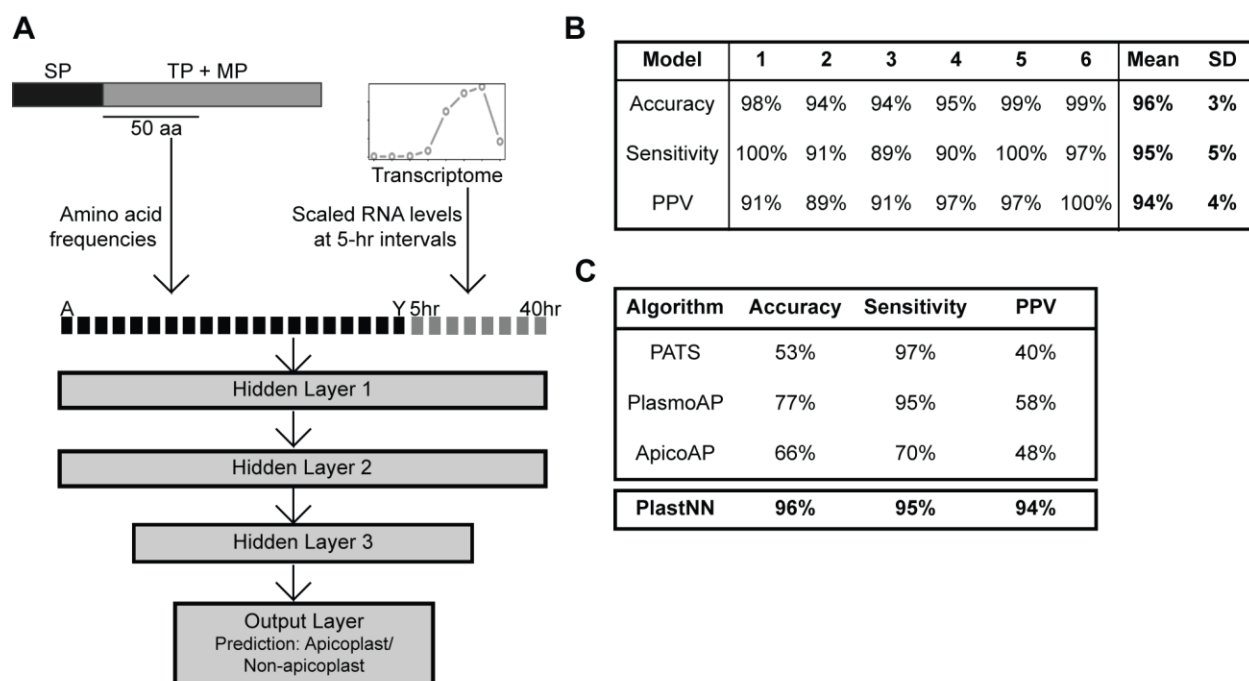 A
SP TP + MP
50 aa
Transcriptome
Amino acid
frequencies
Scaled RNA levels
at 5-hr intervals
A Y 5hr 40hr
Hidden Layer 1
Hidden Layer 2
Hidden Layer 3
Output Layer
Prediction: Apicoplast/
Non-apicoplast
B
Model 1 2 3 4 5 6 Mean SD
Accuracy 98% 94% 94% 95% 99% 99% 96% 3%
Sensitivity 100% 91% 89% 90% 100% 97% 95% 5%
PPV 91% 89% 91% 97% 97% 100% 94% 4%
C
Algorithm Accuracy Sensitivity PPV
PATS 53% 97% 40%
PlasmoAP 77% 95% 58%
ApicoAP 66% 70% 48%
PlastNN 96% 95% 94%